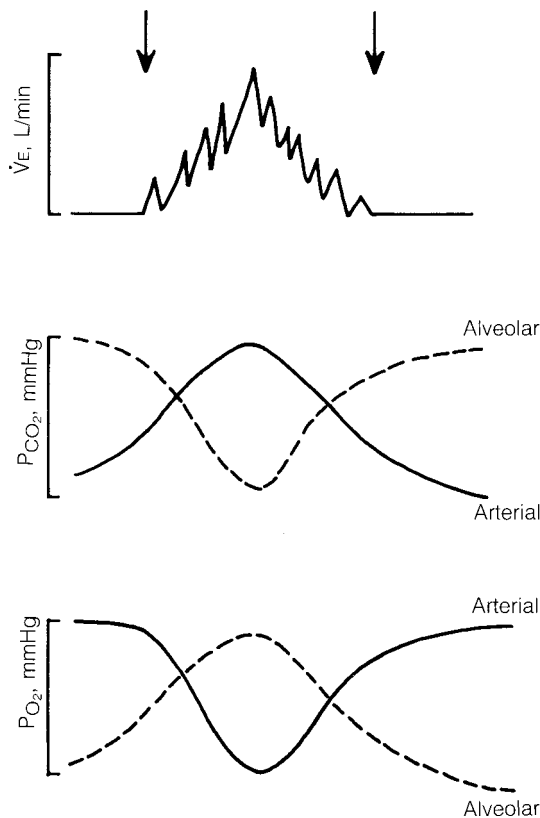 V̇E, L/min
PCO2, mmHg
Alveolar
Arterial
PO2, mmHg
Arterial
Alveolar